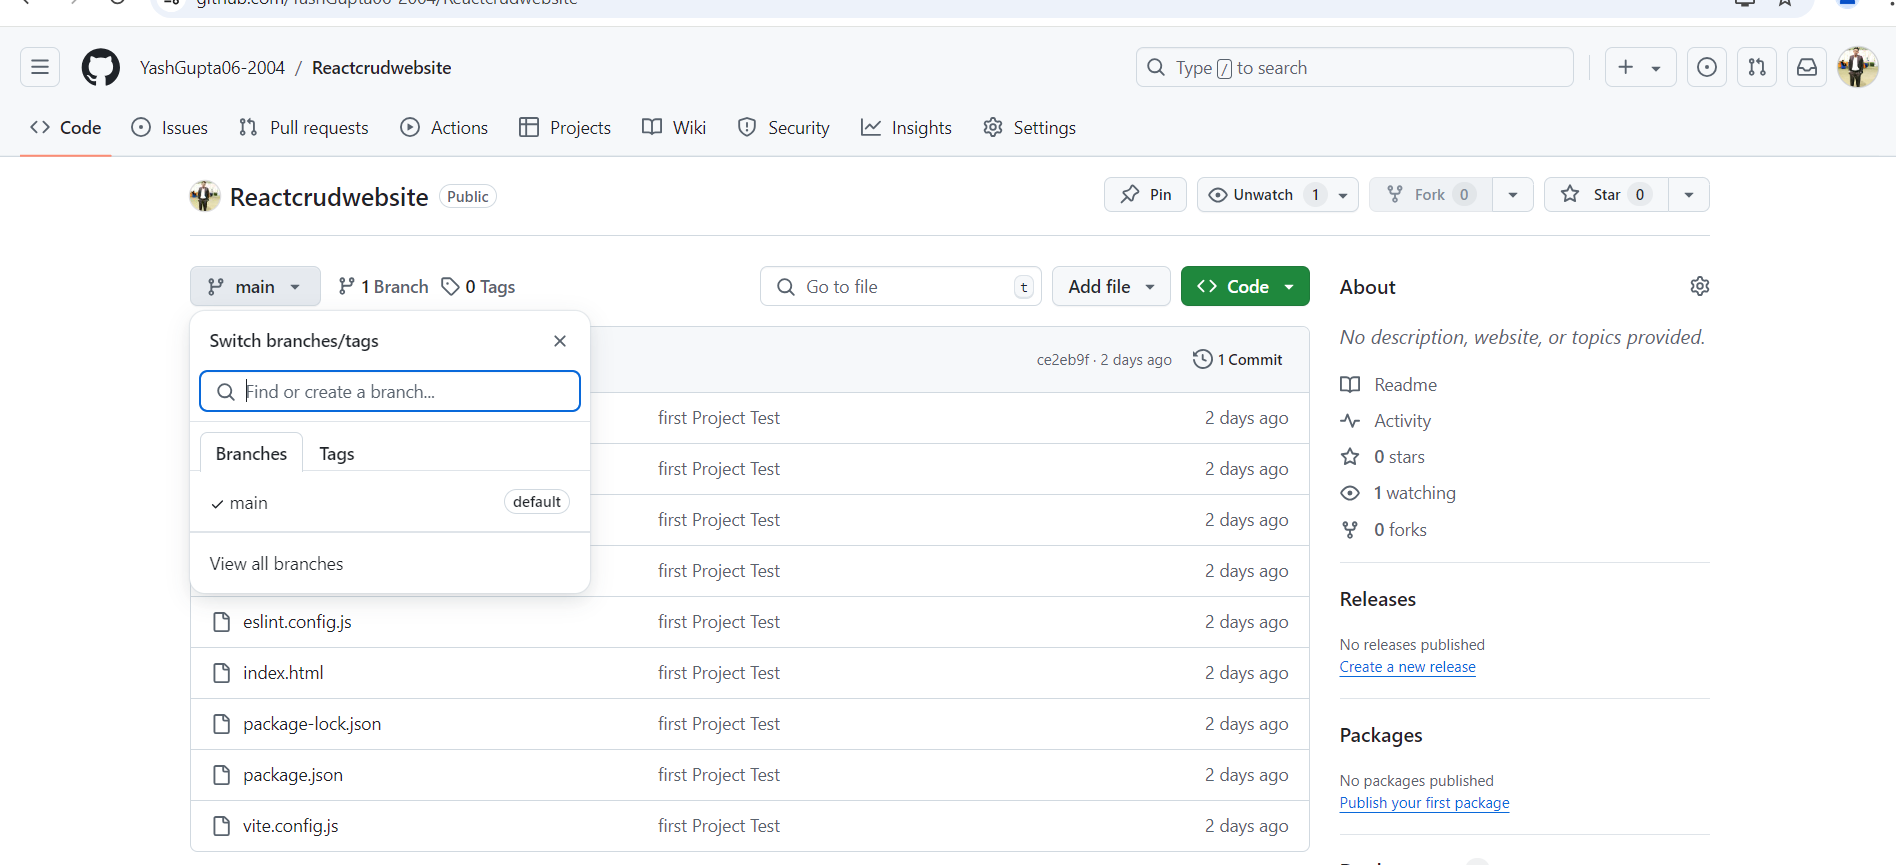 github.com/YashGupta06-2004/Reactcrudwebsite
YashGupta06-2004 / Reactcrudwebsite
Type / to search
Code
Issues
Pull requests
Actions
Projects
Wiki
Security
Insights
Settings
Reactcrudwebsite
Public
Pin
Unwatch 1
Fork 0
Star 0
main
1 Branch
0 Tags
Go to file
t
Add file
Code
Switch branches/tags
Find or create a branch...
Branches
Tags
main
default
View all branches
ce2eb9f · 2 days ago
1 Commit
first Project Test
2 days ago
first Project Test
2 days ago
first Project Test
2 days ago
first Project Test
2 days ago
eslint.config.js
first Project Test
2 days ago
index.html
first Project Test
2 days ago
package-lock.json
first Project Test
2 days ago
package.json
first Project Test
2 days ago
vite.config.js
first Project Test
2 days ago
About
No description, website, or topics provided.
Readme
Activity
0 stars
1 watching
0 forks
Releases
No releases published
Create a new release
Packages
No packages published
Publish your first package